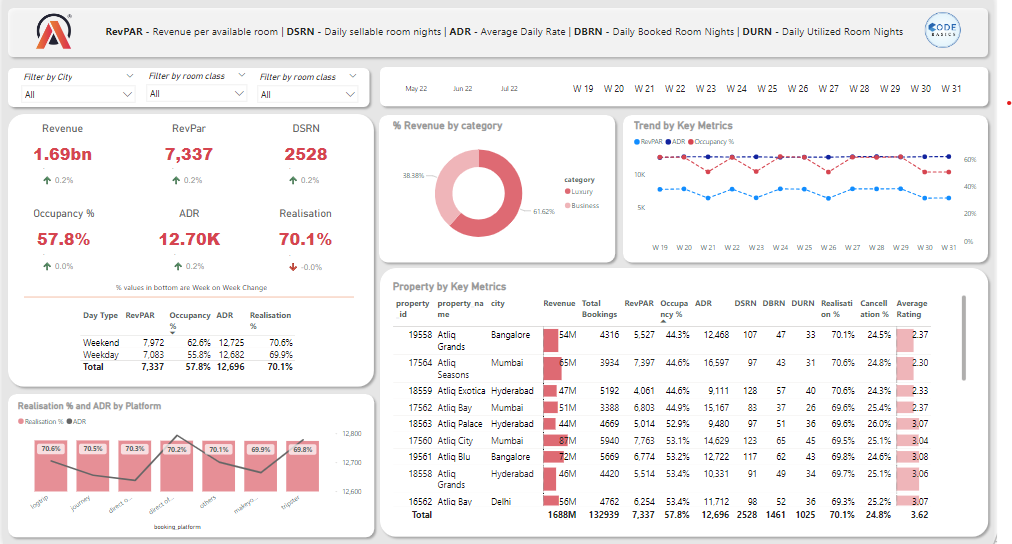 RevPAR - Revenue per available room | DSRN - Daily sellable room nights | ADR - Average Daily Rate | DBRN - Daily Booked Room Nights | DURN - Daily Utilized Room Nights
CODE
BASICS
Filter by City
All
Filter by room class
All
Filter by room class
All
May 22 Jun 22 Jul 22
W 19 W 20 W 21 W 22 W 23 W 24 W 25 W 26 W 27 W 28 W 29 W 30 W 31
Revenue RevPar DSRN
1.69bn 7,337 2528
0.2% 0.2% 0.2%
Occupancy % ADR Realisation
57.8% 12.70K 70.1%
0.0% 0.2% -0.0%
% values in bottom are Week on Week Change
Day Type RevPAR Occupancy % ADR Realisation %
Weekend 7,972 62.6% 12,725 70.6%
Weekday 7,083 55.8% 12,682 69.9%
Total 7,337 57.8% 12,696 70.1%
% Revenue by category
38.38%
61.62%
category
Luxury
Business
Trend by Key Metrics
RevPAR ADR Occupancy %
10K
5K
60%
40%
20%
0%
W 19 W 20 W 21 W 22 W 23 W 24 W 25 W 26 W 27 W 28 W 29 W 30 W 31
Realisation % and ADR by Platform
Realisation % ADR
70.6% 70.5% 70.3% 70.2% 70.1% 69.9% 69.8%
12,800
12,700
12,600
logtrip journey direct o... direct of... others makeyo... tripster
booking_platform
Property by Key Metrics
property id property_name city Revenue Total Bookings RevPAR Occupancy % ADR DSRN DBRN DURN Realisation % Cancellation % Average Rating
19558 Atliq Grands Bangalore 54M 4316 5,527 44.3% 12,468 107 47 33 70.1% 24.5% 2.37
17564 Atliq Seasons Mumbai 65M 3934 7,397 44.6% 16,597 97 43 31 70.6% 24.8% 2.30
18559 Atliq Exotica Hyderabad 47M 5192 4,061 44.6% 9,111 128 57 40 70.6% 24.3% 2.33
17562 Atliq Bay Mumbai 51M 3388 6,803 44.9% 15,167 83 37 26 69.6% 25.4% 2.37
18563 Atliq Palace Hyderabad 44M 4669 5,014 52.9% 9,480 97 51 36 69.6% 26.0% 3.07
17560 Atliq City Mumbai 87M 5940 7,763 53.1% 14,629 123 65 45 69.5% 25.1% 3.04
19561 Atliq Blu Bangalore 72M 5669 6,774 53.2% 12,722 117 62 43 69.8% 24.6% 3.08
18558 Atliq Grands Hyderabad 46M 4420 5,514 53.4% 10,331 91 49 34 69.7% 25.1% 3.06
16562 Atliq Bay Delhi 56M 4762 6,254 53.4% 11,712 98 52 36 69.3% 25.2% 3.07
Total 1688M 132939 7,337 57.8% 12,696 2528 1461 1025 70.1% 24.8% 3.62